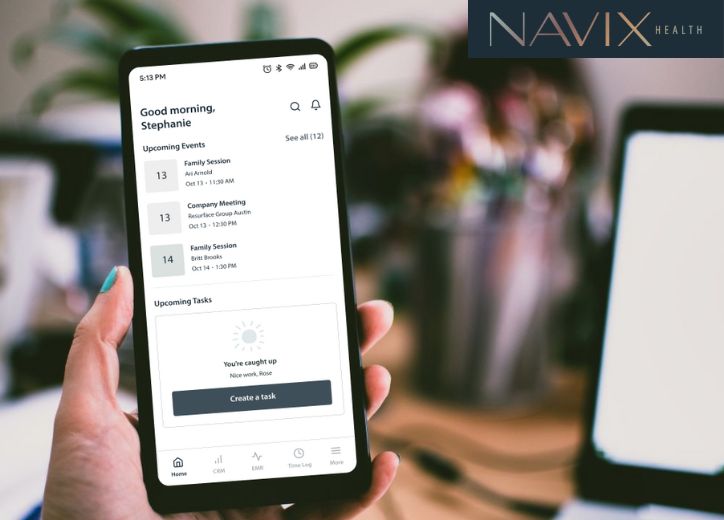 NAVIX HEALTH
5:13 PM
Good morning,
Stephanie
Upcoming Events
See all (12)
13
Family Session
Ari Arnold
Oct 13 - 11:30 AM
13
Company Meeting
Resurface Group Austin
Oct 13 - 12:30 PM
14
Family Session
Britt Brooks
Oct 14 - 1:30 PM
Upcoming Tasks
You're caught up
Nice work, Rose
Create a task
Home
CRM
EMR
Time Log
More